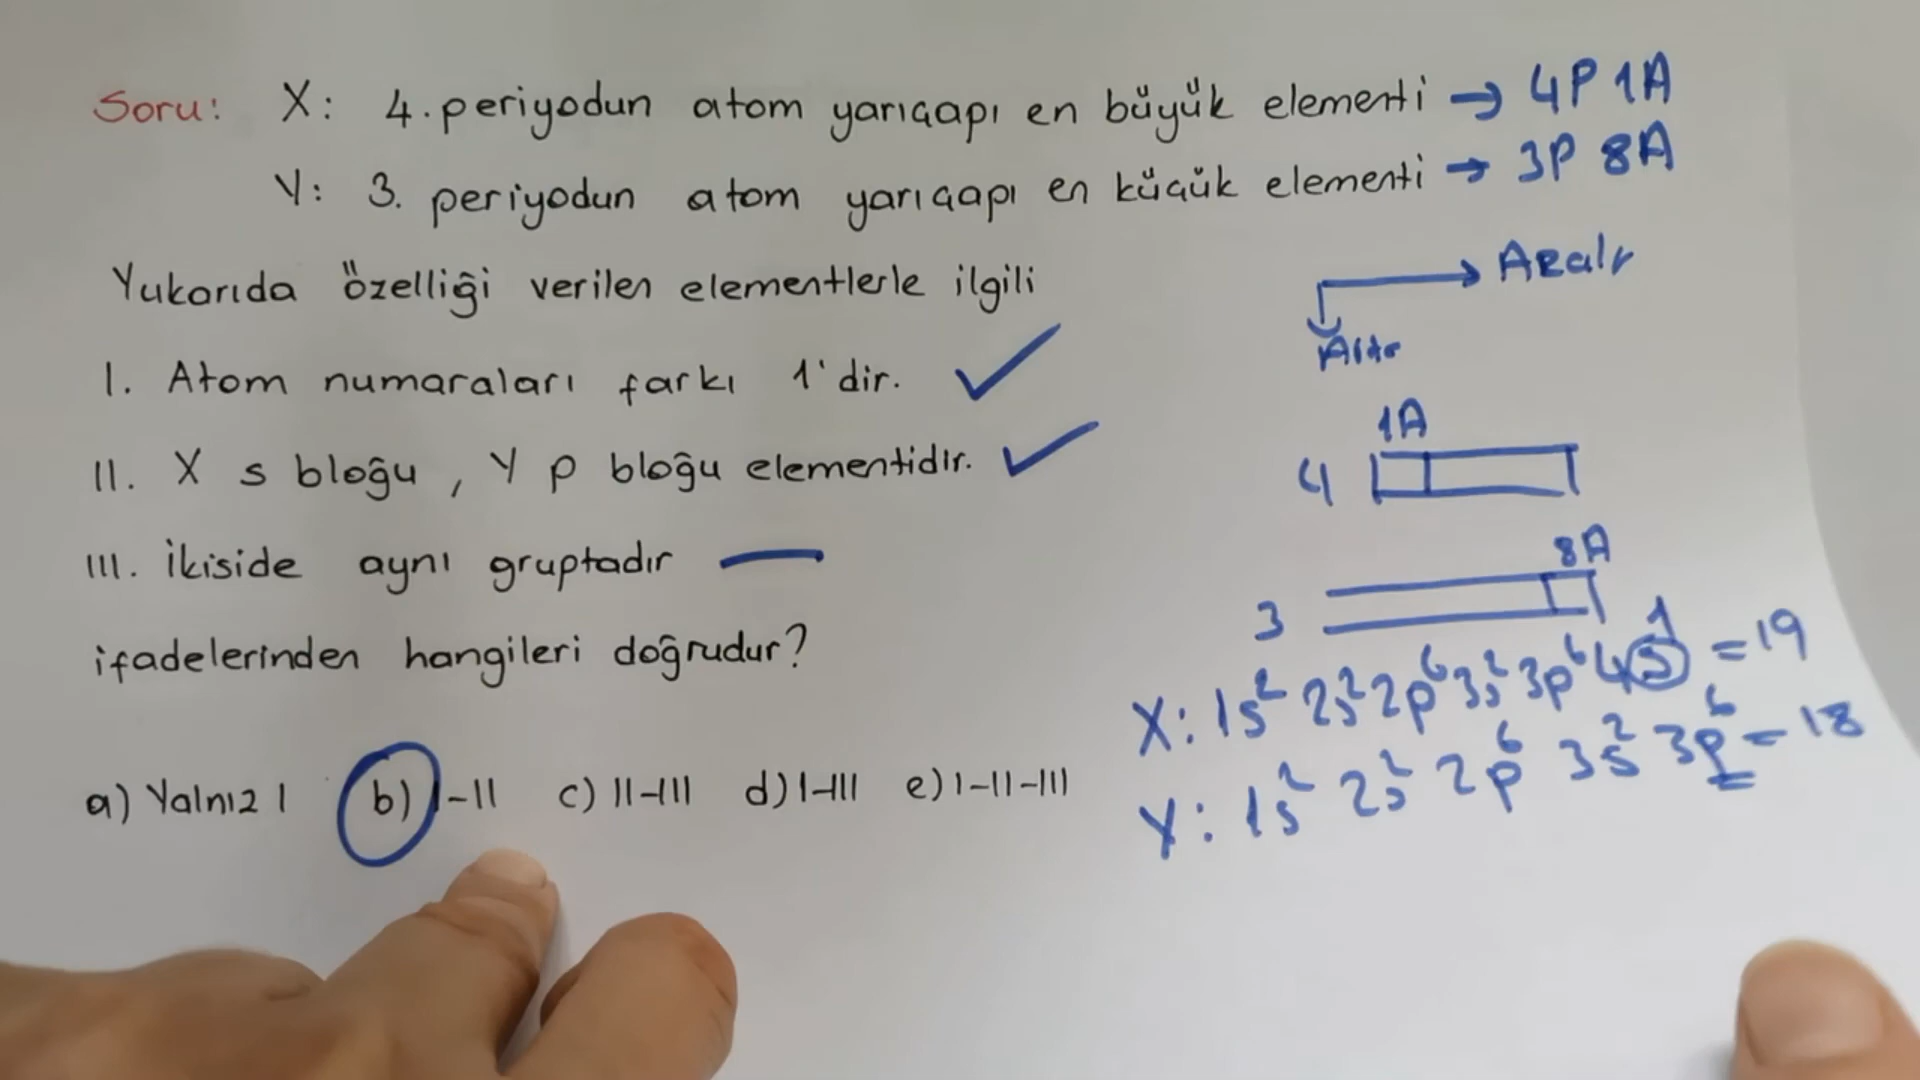 Soru: X: 4. periyodun atom yarıçapı en büyük elementi → 4P 1A
Y: 3. periyodun atom yarıçapı en küçük elementi → 3P 8A
Yukarıda özelliği verilen elementlerle ilgili
→ Azalır
Artar
I. Atom numaraları farkı 1'dir. ✓
II. X s bloğu, Y p bloğu elementidir. ✓
III. İkiside aynı gruptadır —
ifadelerinden hangileri doğrudur?
a) Yalnız I b) I-II c) II-III d) I-III e) I-II-III
1A
4
8A
3
X: 1s² 2s² 2p⁶ 3s² 3p⁶ 4s¹ = 19
Y: 1s² 2s² 2p⁶ 3s² 3p⁶ = 18